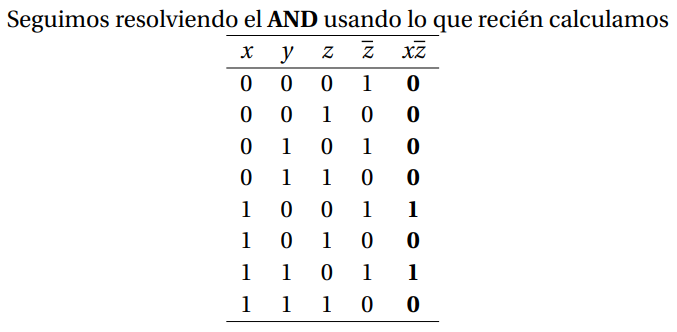 Seguimos resolviendo el AND usando lo que recién calculamos
x y z z̅ xz̅
0 0 0 1 0
0 0 1 0 0
0 1 0 1 0
0 1 1 0 0
1 0 0 1 1
1 0 1 0 0
1 1 0 1 1
1 1 1 0 0